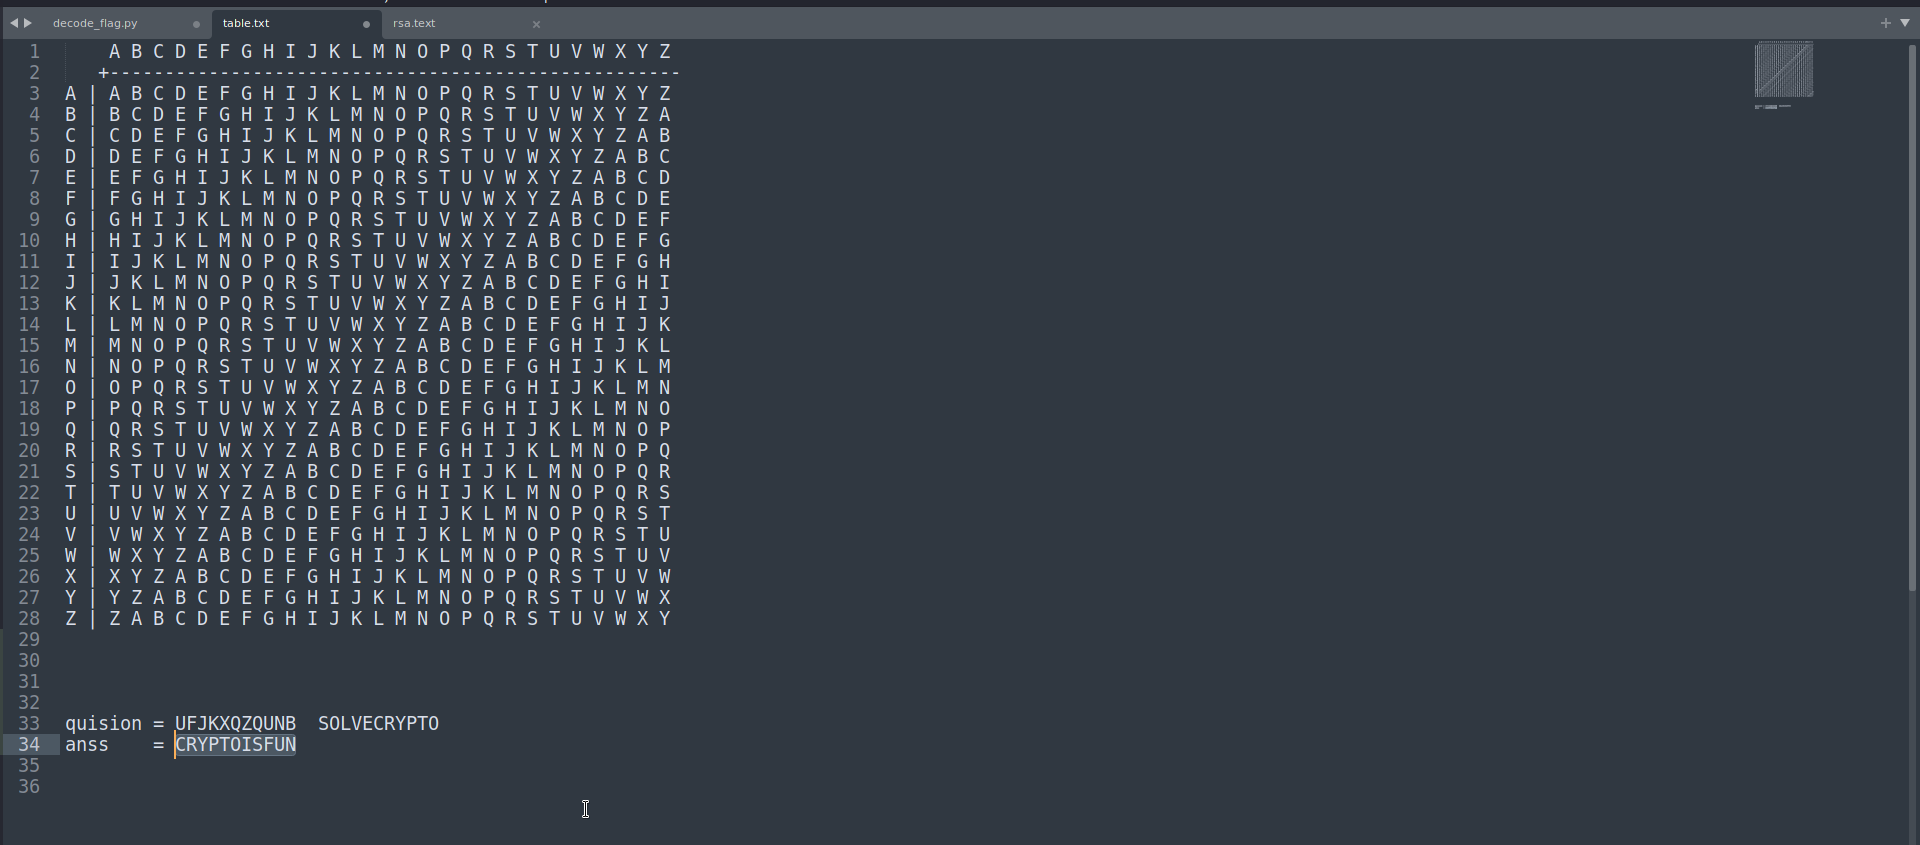 decode_flag.py table.txt rsa.text
1 A B C D E F G H I J K L M N O P Q R S T U V W X Y Z
2 +----------------------------------------------------
3 A | A B C D E F G H I J K L M N O P Q R S T U V W X Y Z
4 B | B C D E F G H I J K L M N O P Q R S T U V W X Y Z A
5 C | C D E F G H I J K L M N O P Q R S T U V W X Y Z A B
6 D | D E F G H I J K L M N O P Q R S T U V W X Y Z A B C
7 E | E F G H I J K L M N O P Q R S T U V W X Y Z A B C D
8 F | F G H I J K L M N O P Q R S T U V W X Y Z A B C D E
9 G | G H I J K L M N O P Q R S T U V W X Y Z A B C D E F
10 H | H I J K L M N O P Q R S T U V W X Y Z A B C D E F G
11 I | I J K L M N O P Q R S T U V W X Y Z A B C D E F G H
12 J | J K L M N O P Q R S T U V W X Y Z A B C D E F G H I
13 K | K L M N O P Q R S T U V W X Y Z A B C D E F G H I J
14 L | L M N O P Q R S T U V W X Y Z A B C D E F G H I J K
15 M | M N O P Q R S T U V W X Y Z A B C D E F G H I J K L
16 N | N O P Q R S T U V W X Y Z A B C D E F G H I J K L M
17 O | O P Q R S T U V W X Y Z A B C D E F G H I J K L M N
18 P | P Q R S T U V W X Y Z A B C D E F G H I J K L M N O
19 Q | Q R S T U V W X Y Z A B C D E F G H I J K L M N O P
20 R | R S T U V W X Y Z A B C D E F G H I J K L M N O P Q
21 S | S T U V W X Y Z A B C D E F G H I J K L M N O P Q R
22 T | T U V W X Y Z A B C D E F G H I J K L M N O P Q R S
23 U | U V W X Y Z A B C D E F G H I J K L M N O P Q R S T
24 V | V W X Y Z A B C D E F G H I J K L M N O P Q R S T U
25 W | W X Y Z A B C D E F G H I J K L M N O P Q R S T U V
26 X | X Y Z A B C D E F G H I J K L M N O P Q R S T U V W
27 Y | Y Z A B C D E F G H I J K L M N O P Q R S T U V W X
28 Z | Z A B C D E F G H I J K L M N O P Q R S T U V W X Y
29
30
31
32
33 quision = UFJKXQZQUNB SOLVECRYPTO
34 anss = CRYPTOISFUN
35
36